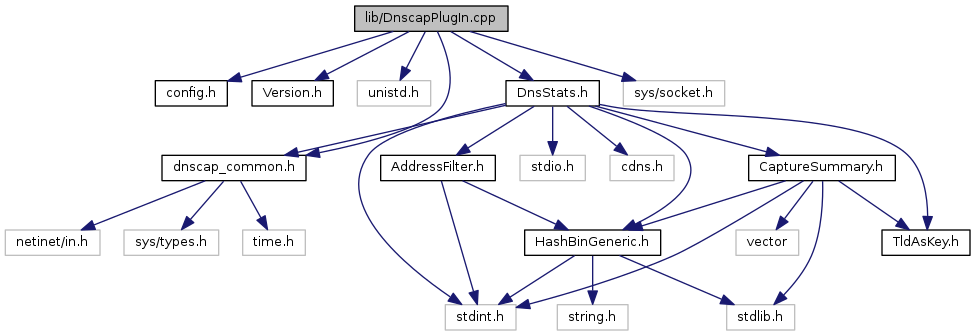 lib/DnscapPlugIn.cpp
config.h
Version.h
unistd.h
DnsStats.h
sys/socket.h
dnscap_common.h
AddressFilter.h
stdio.h
cdns.h
CaptureSummary.h
netinet/in.h
sys/types.h
time.h
HashBinGeneric.h
vector
TldAsKey.h
stdint.h
string.h
stdlib.h